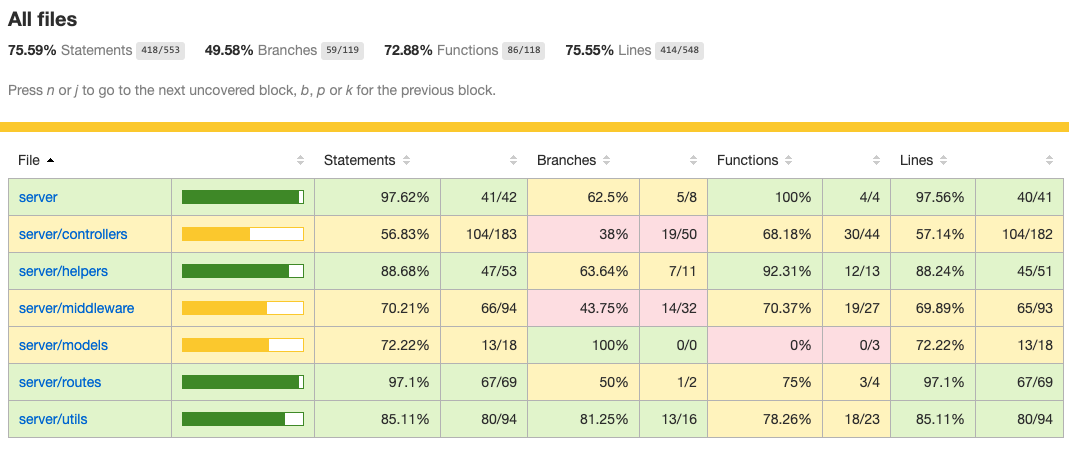 All files
75.59% Statements 418/553 49.58% Branches 59/119 72.88% Functions 86/118 75.55% Lines 414/548
Press n or j to go to the next uncovered block, b, p or k for the previous block.
File Statements Branches Functions Lines
server 97.62% 41/42 62.5% 5/8 100% 4/4 97.56% 40/41
server/controllers 56.83% 104/183 38% 19/50 68.18% 30/44 57.14% 104/182
server/helpers 88.68% 47/53 63.64% 7/11 92.31% 12/13 88.24% 45/51
server/middleware 70.21% 66/94 43.75% 14/32 70.37% 19/27 69.89% 65/93
server/models 72.22% 13/18 100% 0/0 0% 0/3 72.22% 13/18
server/routes 97.1% 67/69 50% 1/2 75% 3/4 97.1% 67/69
server/utils 85.11% 80/94 81.25% 13/16 78.26% 18/23 85.11% 80/94